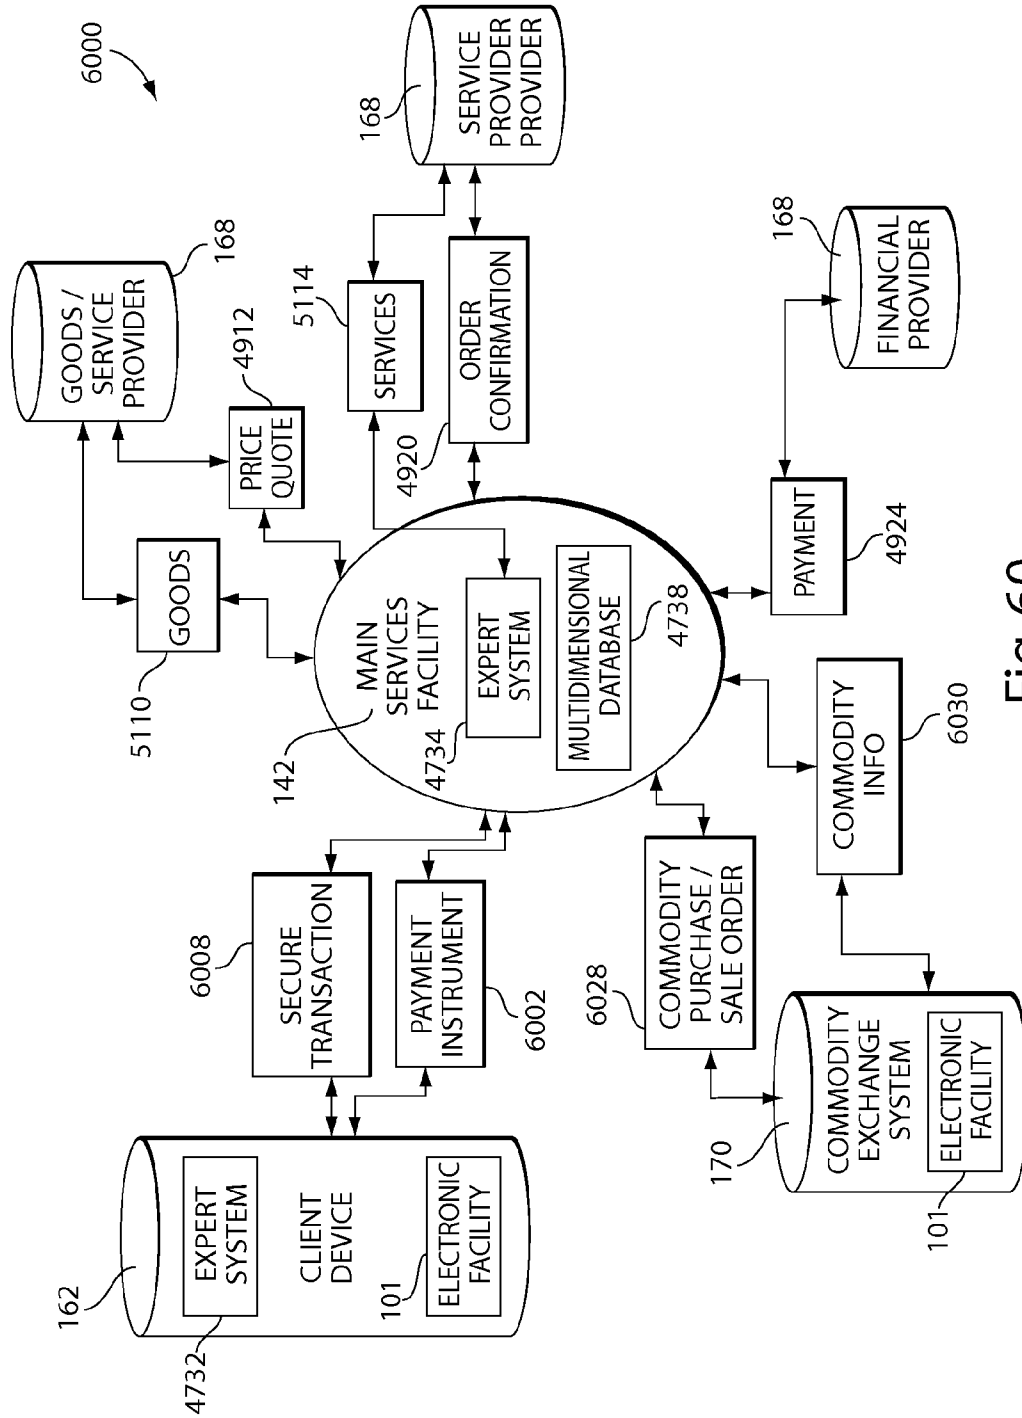 6000
162
4732
EXPERT
SYSTEM
CLIENT
DEVICE
101
ELECTRONIC
FACILITY
6008
SECURE
TRANSACTION
PAYMENT
INSTRUMENT
6002
5110
GOODS
GOODS /
SERVICE
PROVIDER
168
PRICE
QUOTE
4912
142
MAIN
SERVICES
FACILITY
4734
EXPERT
SYSTEM
MULTIDIMENSIONAL
DATABASE
4738
5114
SERVICES
4920
ORDER
CONFIRMATION
168
SERVICE
PROVIDER
PROVIDER
6028
COMMODITY
PURCHASE /
SALE ORDER
170
COMMODITY
EXCHANGE
SYSTEM
101
ELECTRONIC
FACILITY
COMMODITY
INFO
6030
PAYMENT
4924
168
FINANCIAL
PROVIDER
Fig. 60